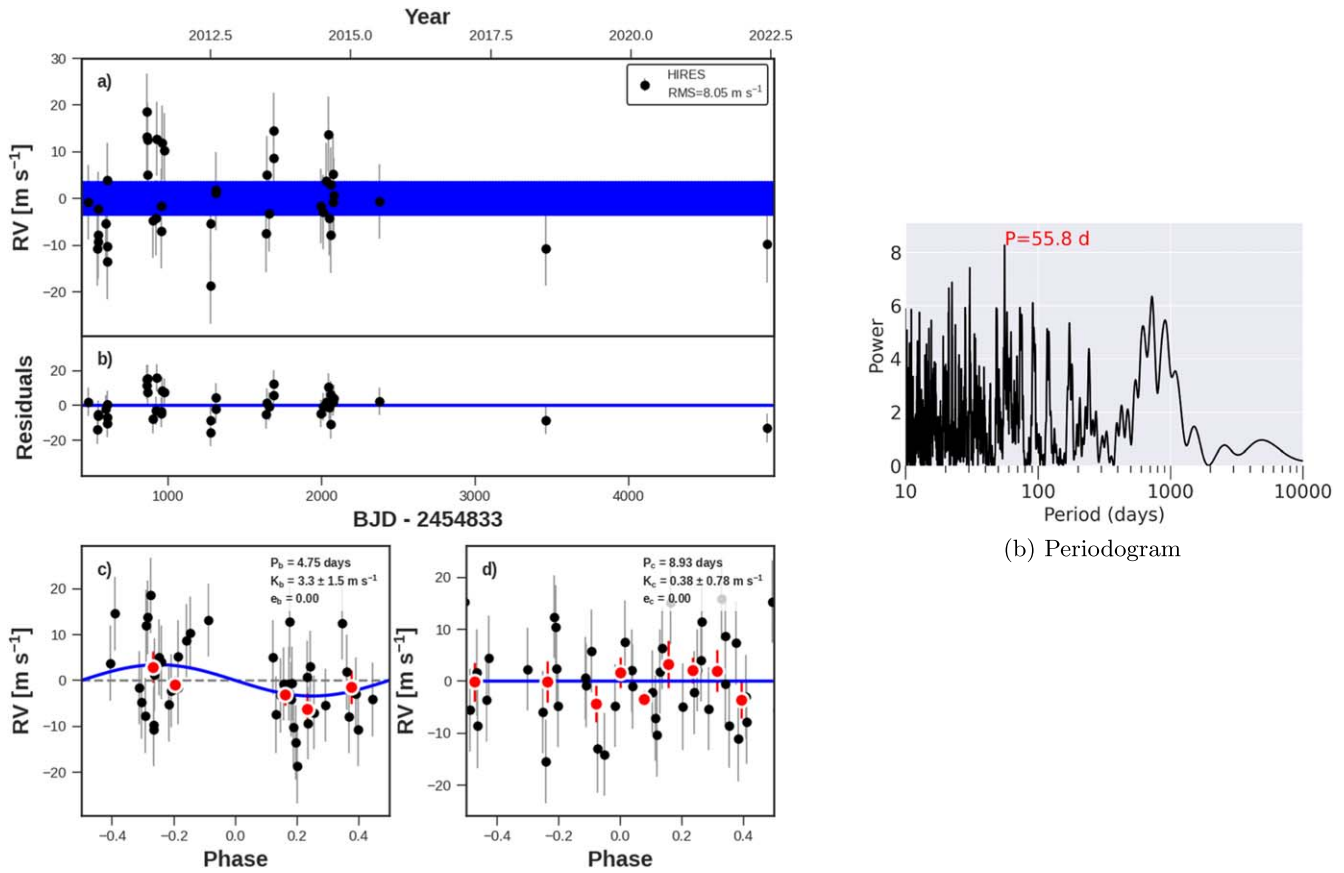 Year
2012.5 2015.0 2017.5 2020.0 2022.5
a)
HIRES
RMS=8.05 m s⁻¹
RV [m s⁻¹]
30
20
10
0
−10
−20
b)
Residuals
20
0
−20
1000 2000 3000 4000
BJD - 2454833
c)
P_b = 4.75 days
K_b = 3.3 ± 1.5 m s⁻¹
e_b = 0.00
RV [m s⁻¹]
20
10
0
−10
−20
−0.4 −0.2 0.0 0.2 0.4
Phase
d)
P_c = 8.93 days
K_c = 0.38 ± 0.78 m s⁻¹
e_c = 0.00
RV [m s⁻¹]
20
10
0
−10
−20
−0.4 −0.2 0.0 0.2 0.4
Phase
P=55.8 d
Power
8
6
4
2
0
10 100 1000 10000
Period (days)
(b) Periodogram